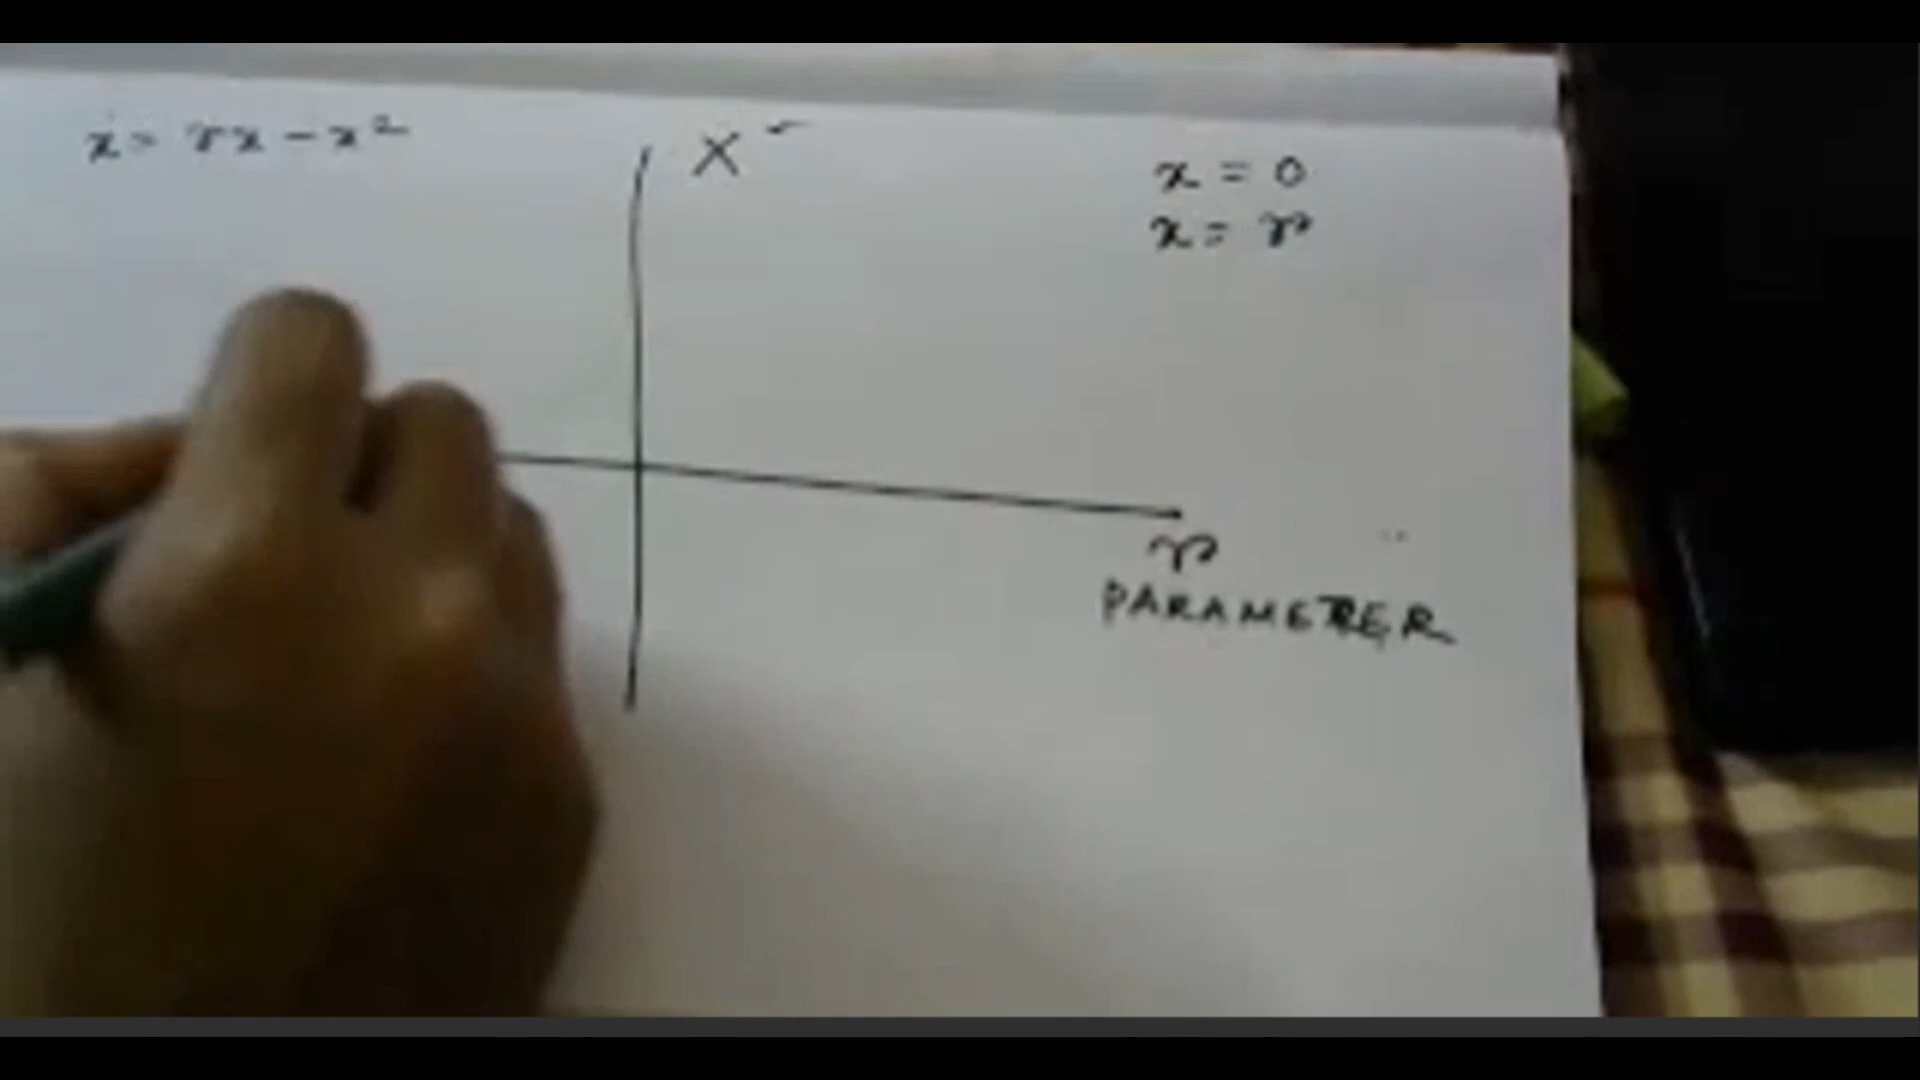 ẋ = rx - x²
X
x = 0
x = r
r
PARAMETER